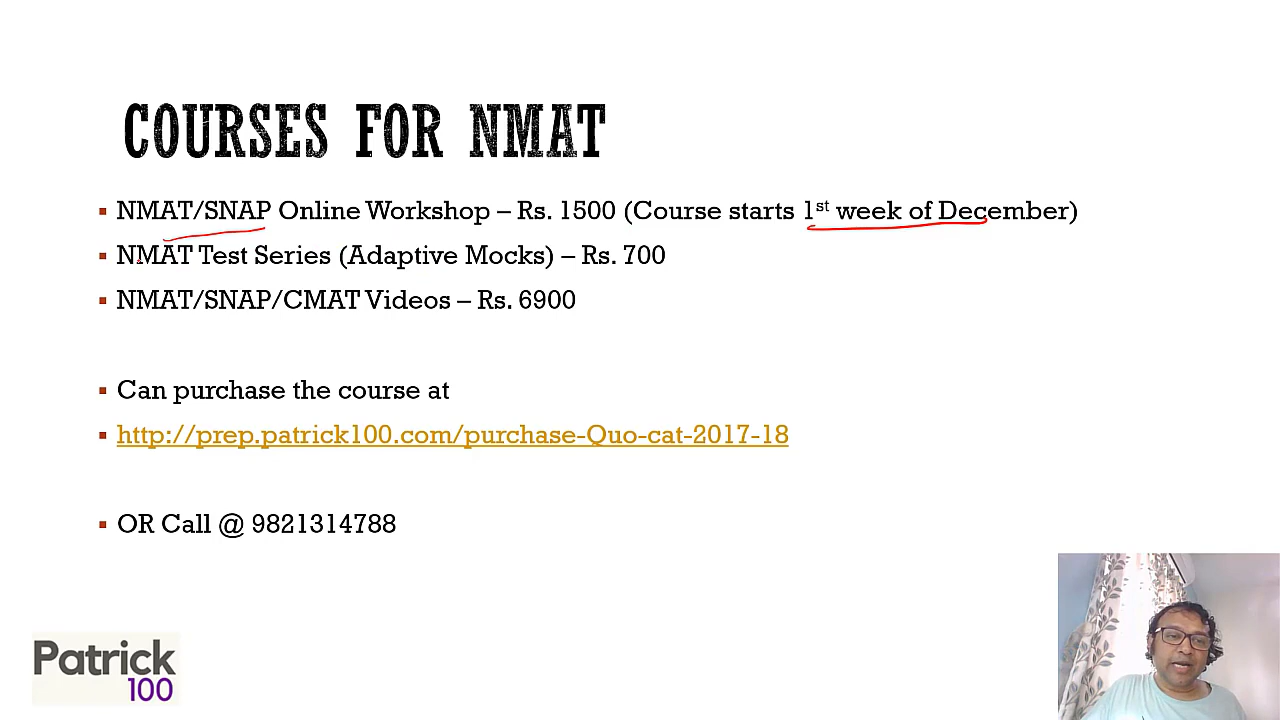 COURSES FOR NMAT
NMAT/SNAP Online Workshop – Rs. 1500 (Course starts 1st week of December)
NMAT Test Series (Adaptive Mocks) – Rs. 700
NMAT/SNAP/CMAT Videos – Rs. 6900
Can purchase the course at
http://prep.patrick100.com/purchase-Quo-cat-2017-18
OR Call @ 9821314788
Patrick
100